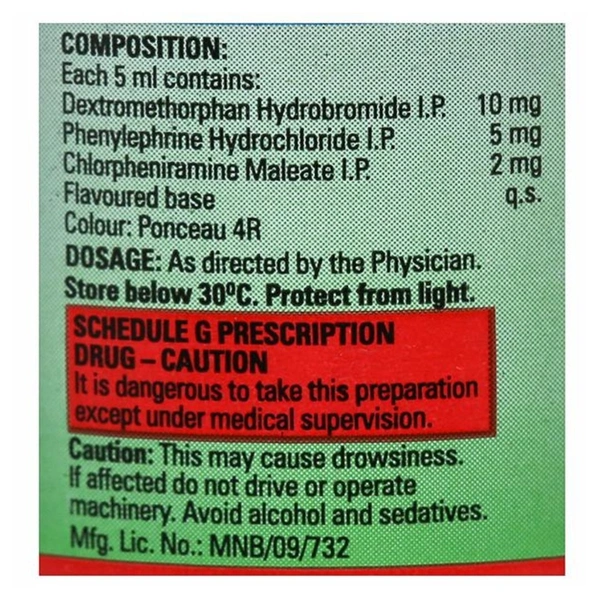 COMPOSITION:
Each 5 ml contains:
Dextromethorphan Hydrobromide I.P. 10 mg
Phenylephrine Hydrochloride I.P. 5 mg
Chlorpheniramine Maleate I.P. 2 mg
Flavoured base q.s.
Colour: Ponceau 4R
DOSAGE: As directed by the Physician.
Store below 30ºC. Protect from light.
SCHEDULE G PRESCRIPTION
DRUG – CAUTION
It is dangerous to take this preparation
except under medical supervision.
Caution: This may cause drowsiness.
If affected do not drive or operate
machinery. Avoid alcohol and sedatives.
Mfg. Lic. No.: MNB/09/732